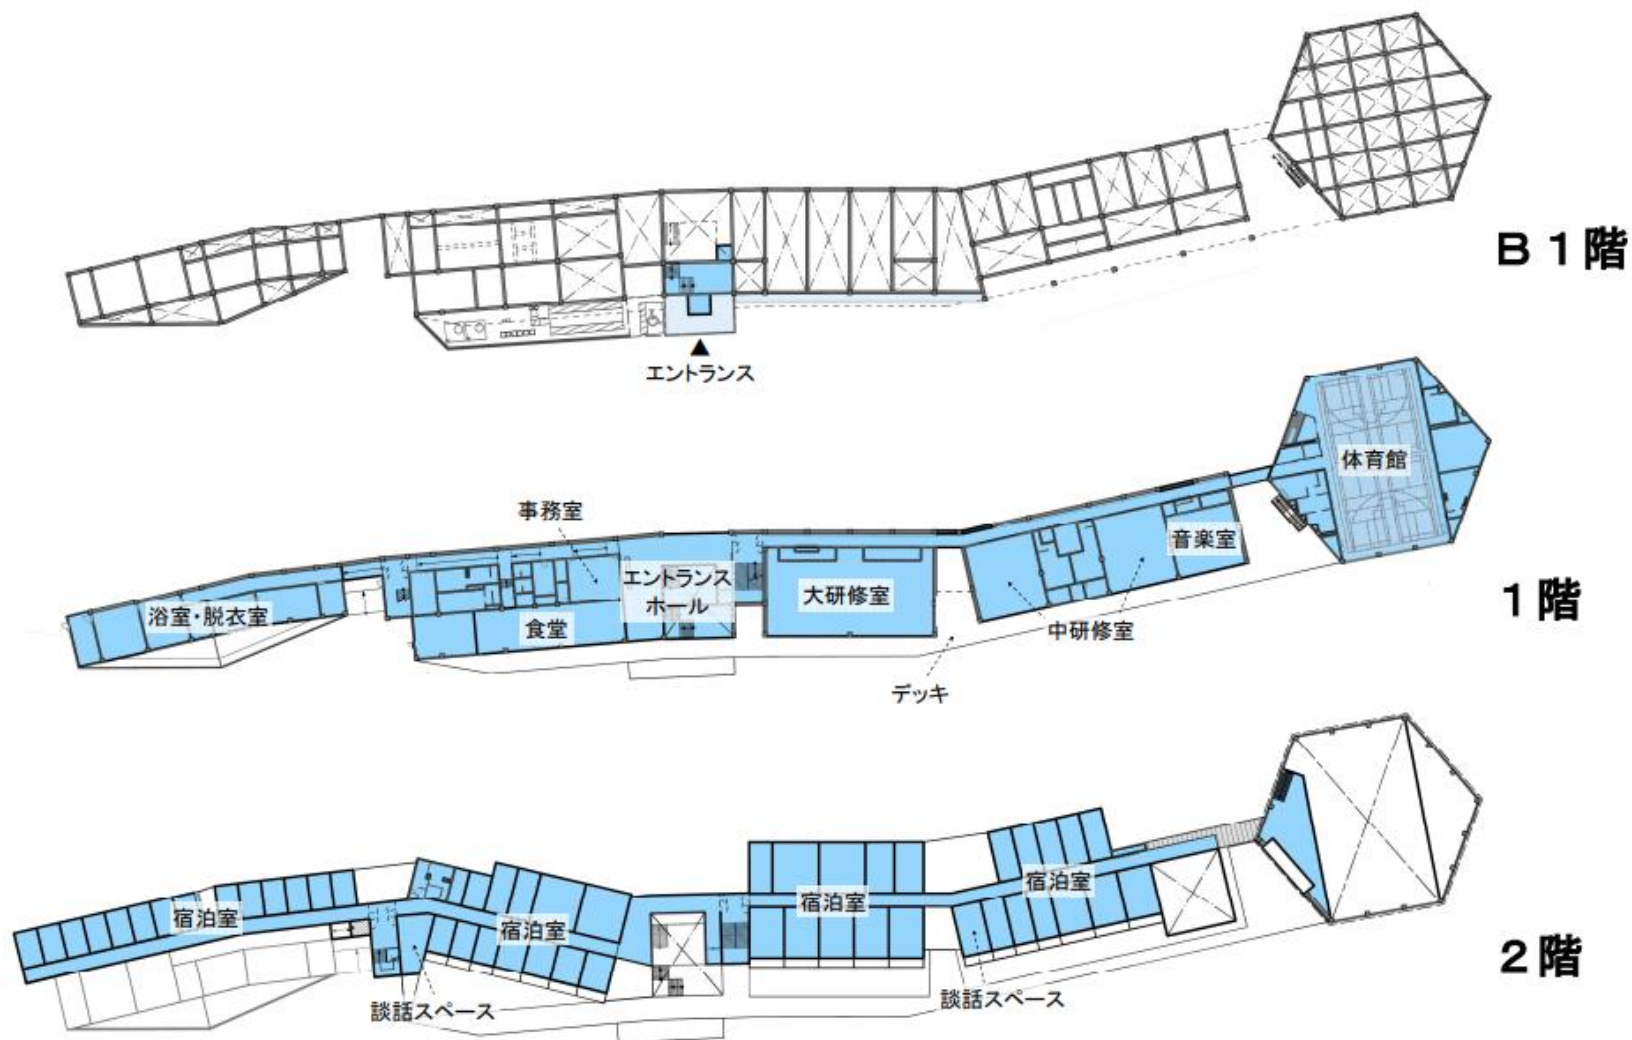 B1階
エントランス
事務室
体育館
音楽室
エントランス
ホール
大研修室
浴室・脱衣室
食堂
中研修室
1階
デッキ
宿泊室
宿泊室
宿泊室
宿泊室
2階
談話スペース
談話スペース